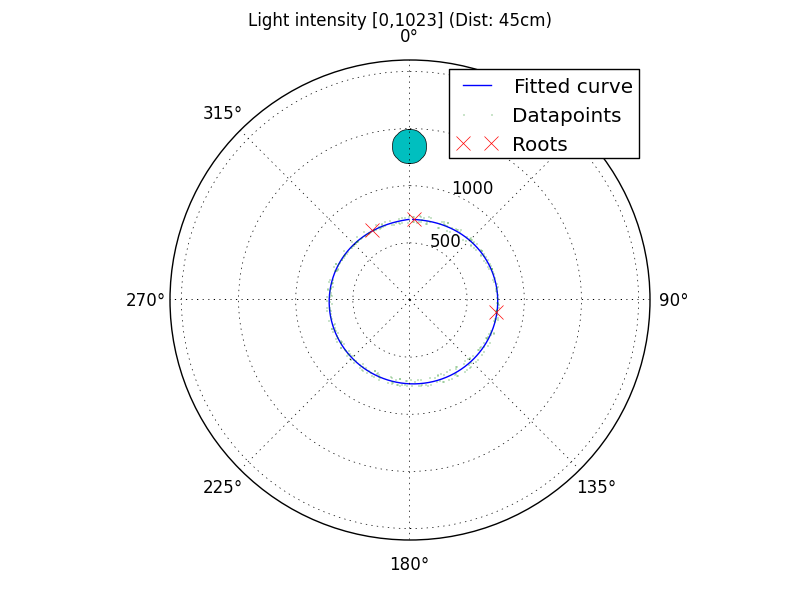 Light intensity [0,1023] (Dist: 45cm)
0°
Fitted curve
Datapoints
Roots
315°
1000
500
270°
90°
225°
135°
180°